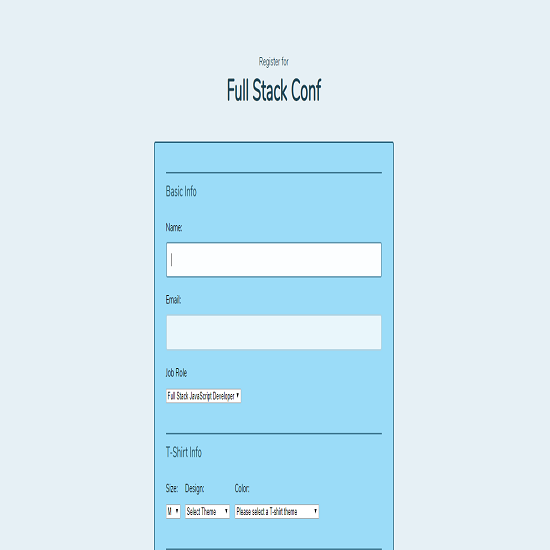 Register for
Full Stack Conf
Basic Info
Name:
Email:
Job Role
Full Stack JavaScript Developer
T-Shirt Info
Size: Design: Color:
M Select Theme Please select a T-shirt theme